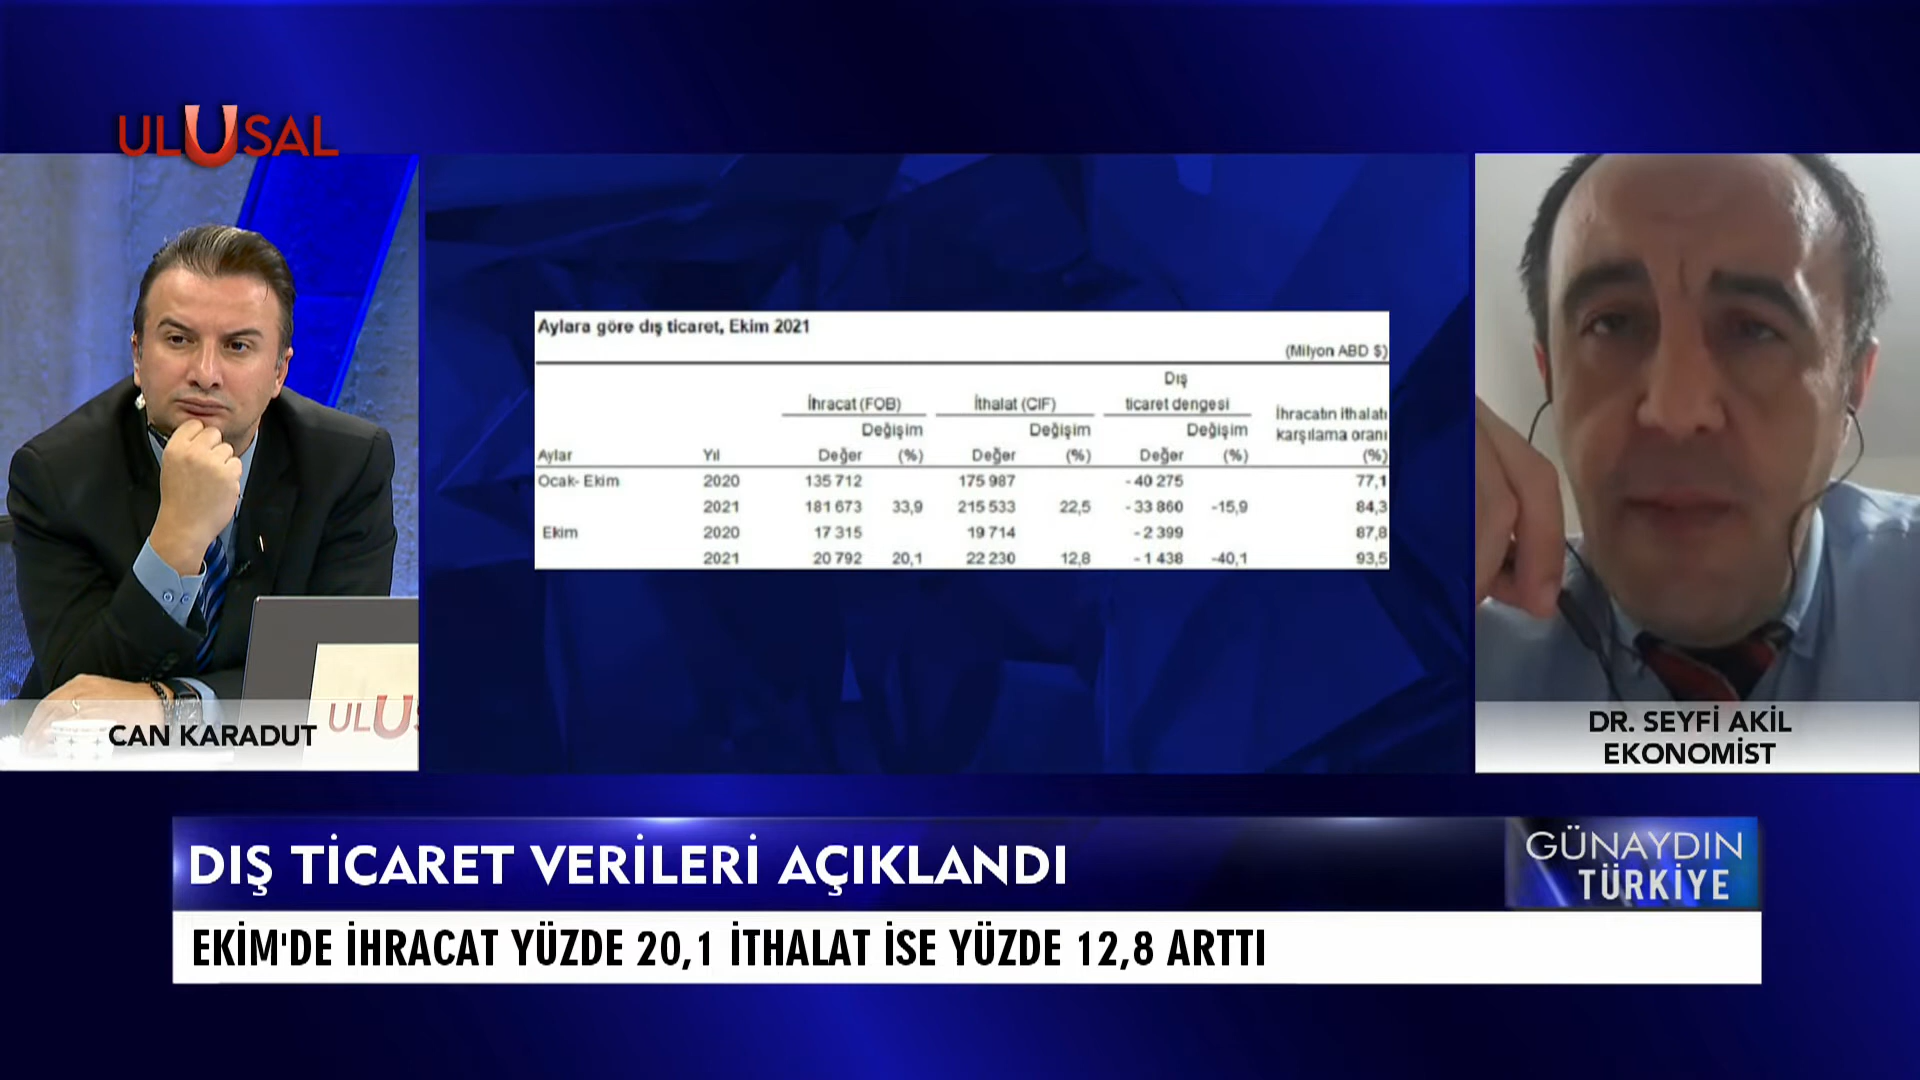 ULUSAL
Aylara göre dış ticaret, Ekim 2021
(Milyon ABD $)
İhracat (FOB) İthalat (CIF) Dış ticaret dengesi İhracatın ithalatı karşılama oranı (%)
Aylar Yıl Değer Değişim (%) Değer Değişim (%) Değer Değişim (%)
Ocak- Ekim 2020 135 712 175 987 - 40 275 77,1
2021 181 673 33,9 215 533 22,5 - 33 860 -15,9 84,3
Ekim 2020 17 315 19 714 - 2 399 87,8
2021 20 792 20,1 22 230 12,8 - 1 438 -40,1 93,5
CAN KARADUT
DR. SEYFİ AKİL
EKONOMİST
DIŞ TİCARET VERİLERİ AÇIKLANDI
GÜNAYDIN
TÜRKİYE
EKİM'DE İHRACAT YÜZDE 20,1 İTHALAT İSE YÜZDE 12,8 ARTTI